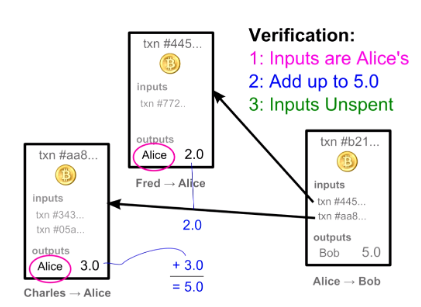 Verification:
1: Inputs are Alice's
2: Add up to 5.0
3: Inputs Unspent
txn #445...
inputs
txn #772..
outputs
Alice 2.0
Fred → Alice
txn #aa8...
inputs
txn #343...
txn #05a...
outputs
Alice 3.0
Charles → Alice
2.0
+ 3.0
= 5.0
txn #b21...
inputs
txn #445...
txn #aa8...
outputs
Bob 5.0
Alice → Bob